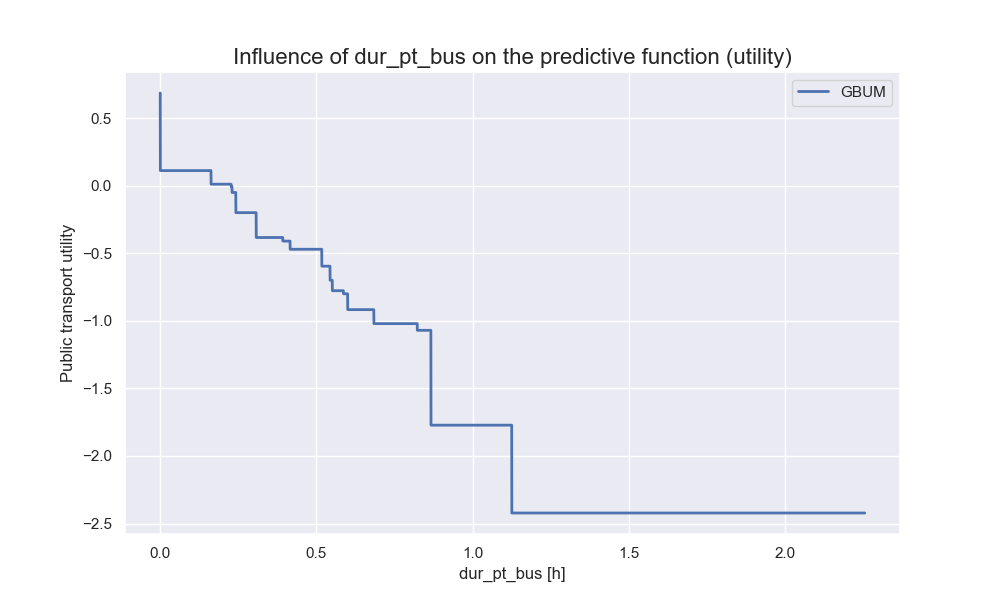 Influence of dur_pt_bus on the predictive function (utility)
GBUM
Public transport utility
0.5
0.0
−0.5
−1.0
−1.5
−2.0
−2.5
0.0 0.5 1.0 1.5 2.0
dur_pt_bus [h]